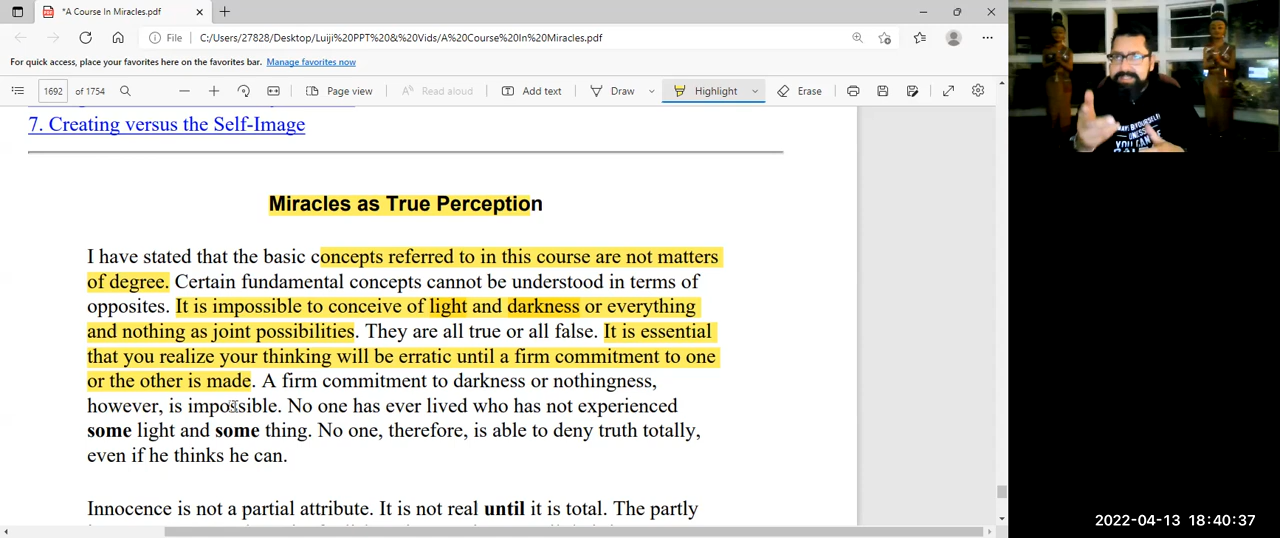 *A Course In Miracles.pdf
File
C:/Users/27828/Desktop/Luiji%20PPT%20&%20Vids/A%20Course%20In%20Miracles.pdf
For quick access, place your favorites here on the favorites bar. Manage favorites now
1692 of 1754
Page view
Read aloud
Add text
Draw
Highlight
Erase
7. Creating versus the Self-Image
Miracles as True Perception
I have stated that the basic concepts referred to in this course are not matters
of degree. Certain fundamental concepts cannot be understood in terms of
opposites. It is impossible to conceive of light and darkness or everything
and nothing as joint possibilities. They are all true or all false. It is essential
that you realize your thinking will be erratic until a firm commitment to one
or the other is made. A firm commitment to darkness or nothingness,
however, is impossible. No one has ever lived who has not experienced
some light and some thing. No one, therefore, is able to deny truth totally,
even if he thinks he can.
Innocence is not a partial attribute. It is not real until it is total. The partly
YOU CAN
2022-04-13 18:40:37